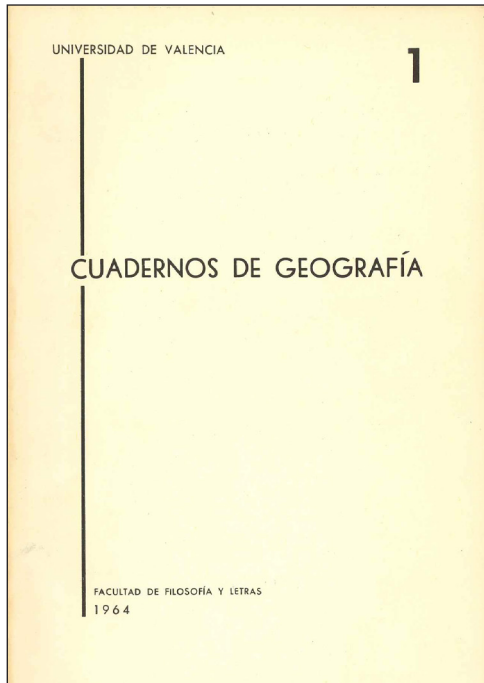 UNIVERSIDAD DE VALENCIA
1
CUADERNOS DE GEOGRAFÍA
FACULTAD DE FILOSOFÍA Y LETRAS
1964